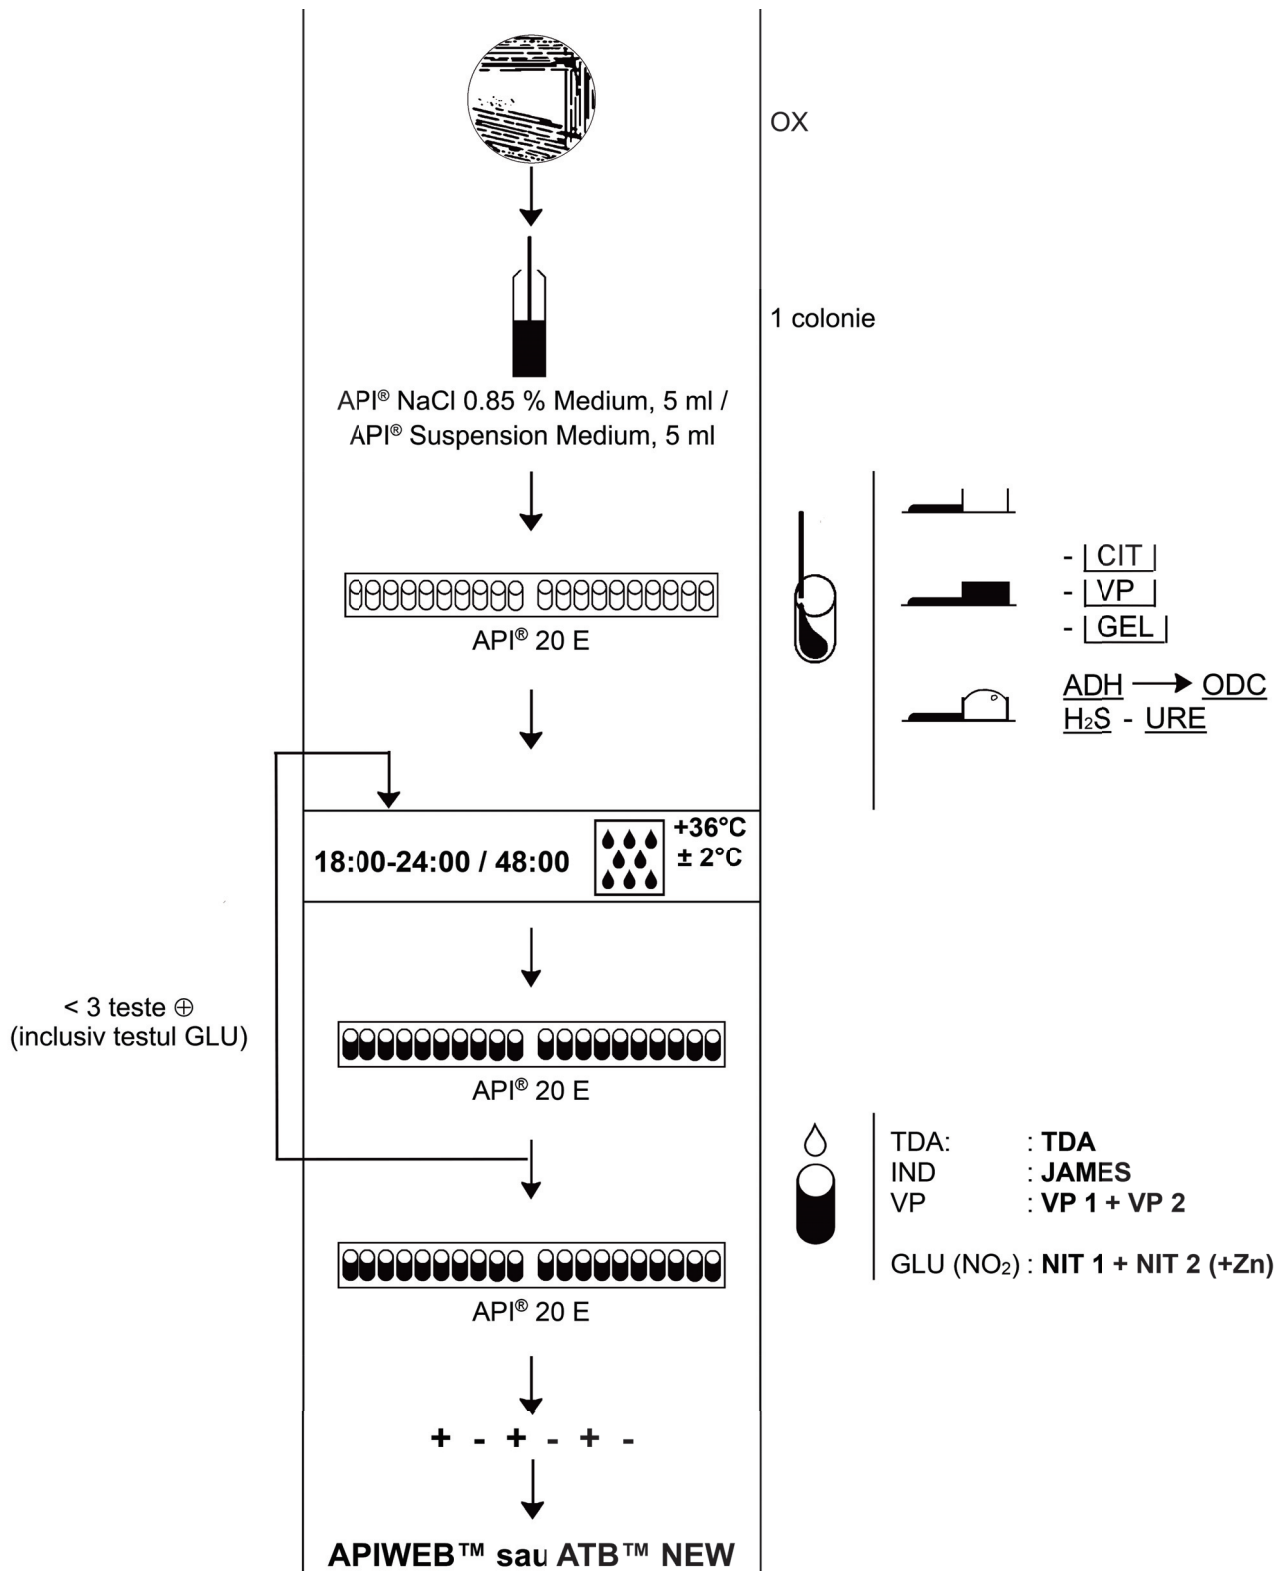 OX
1 colonie
API® NaCl 0.85 % Medium, 5 ml /
API® Suspension Medium, 5 ml
API® 20 E
- | CIT |
- | VP |
- | GEL |
ADH → ODC
H₂S - URE
18:00-24:00 / 48:00
+36°C
± 2°C
< 3 teste ⊕
(inclusiv testul GLU)
API® 20 E
TDA: : TDA
IND : JAMES
VP : VP 1 + VP 2
GLU (NO₂) : NIT 1 + NIT 2 (+Zn)
API® 20 E
+ - + - + -
APIWEB™ sau ATB™ NEW